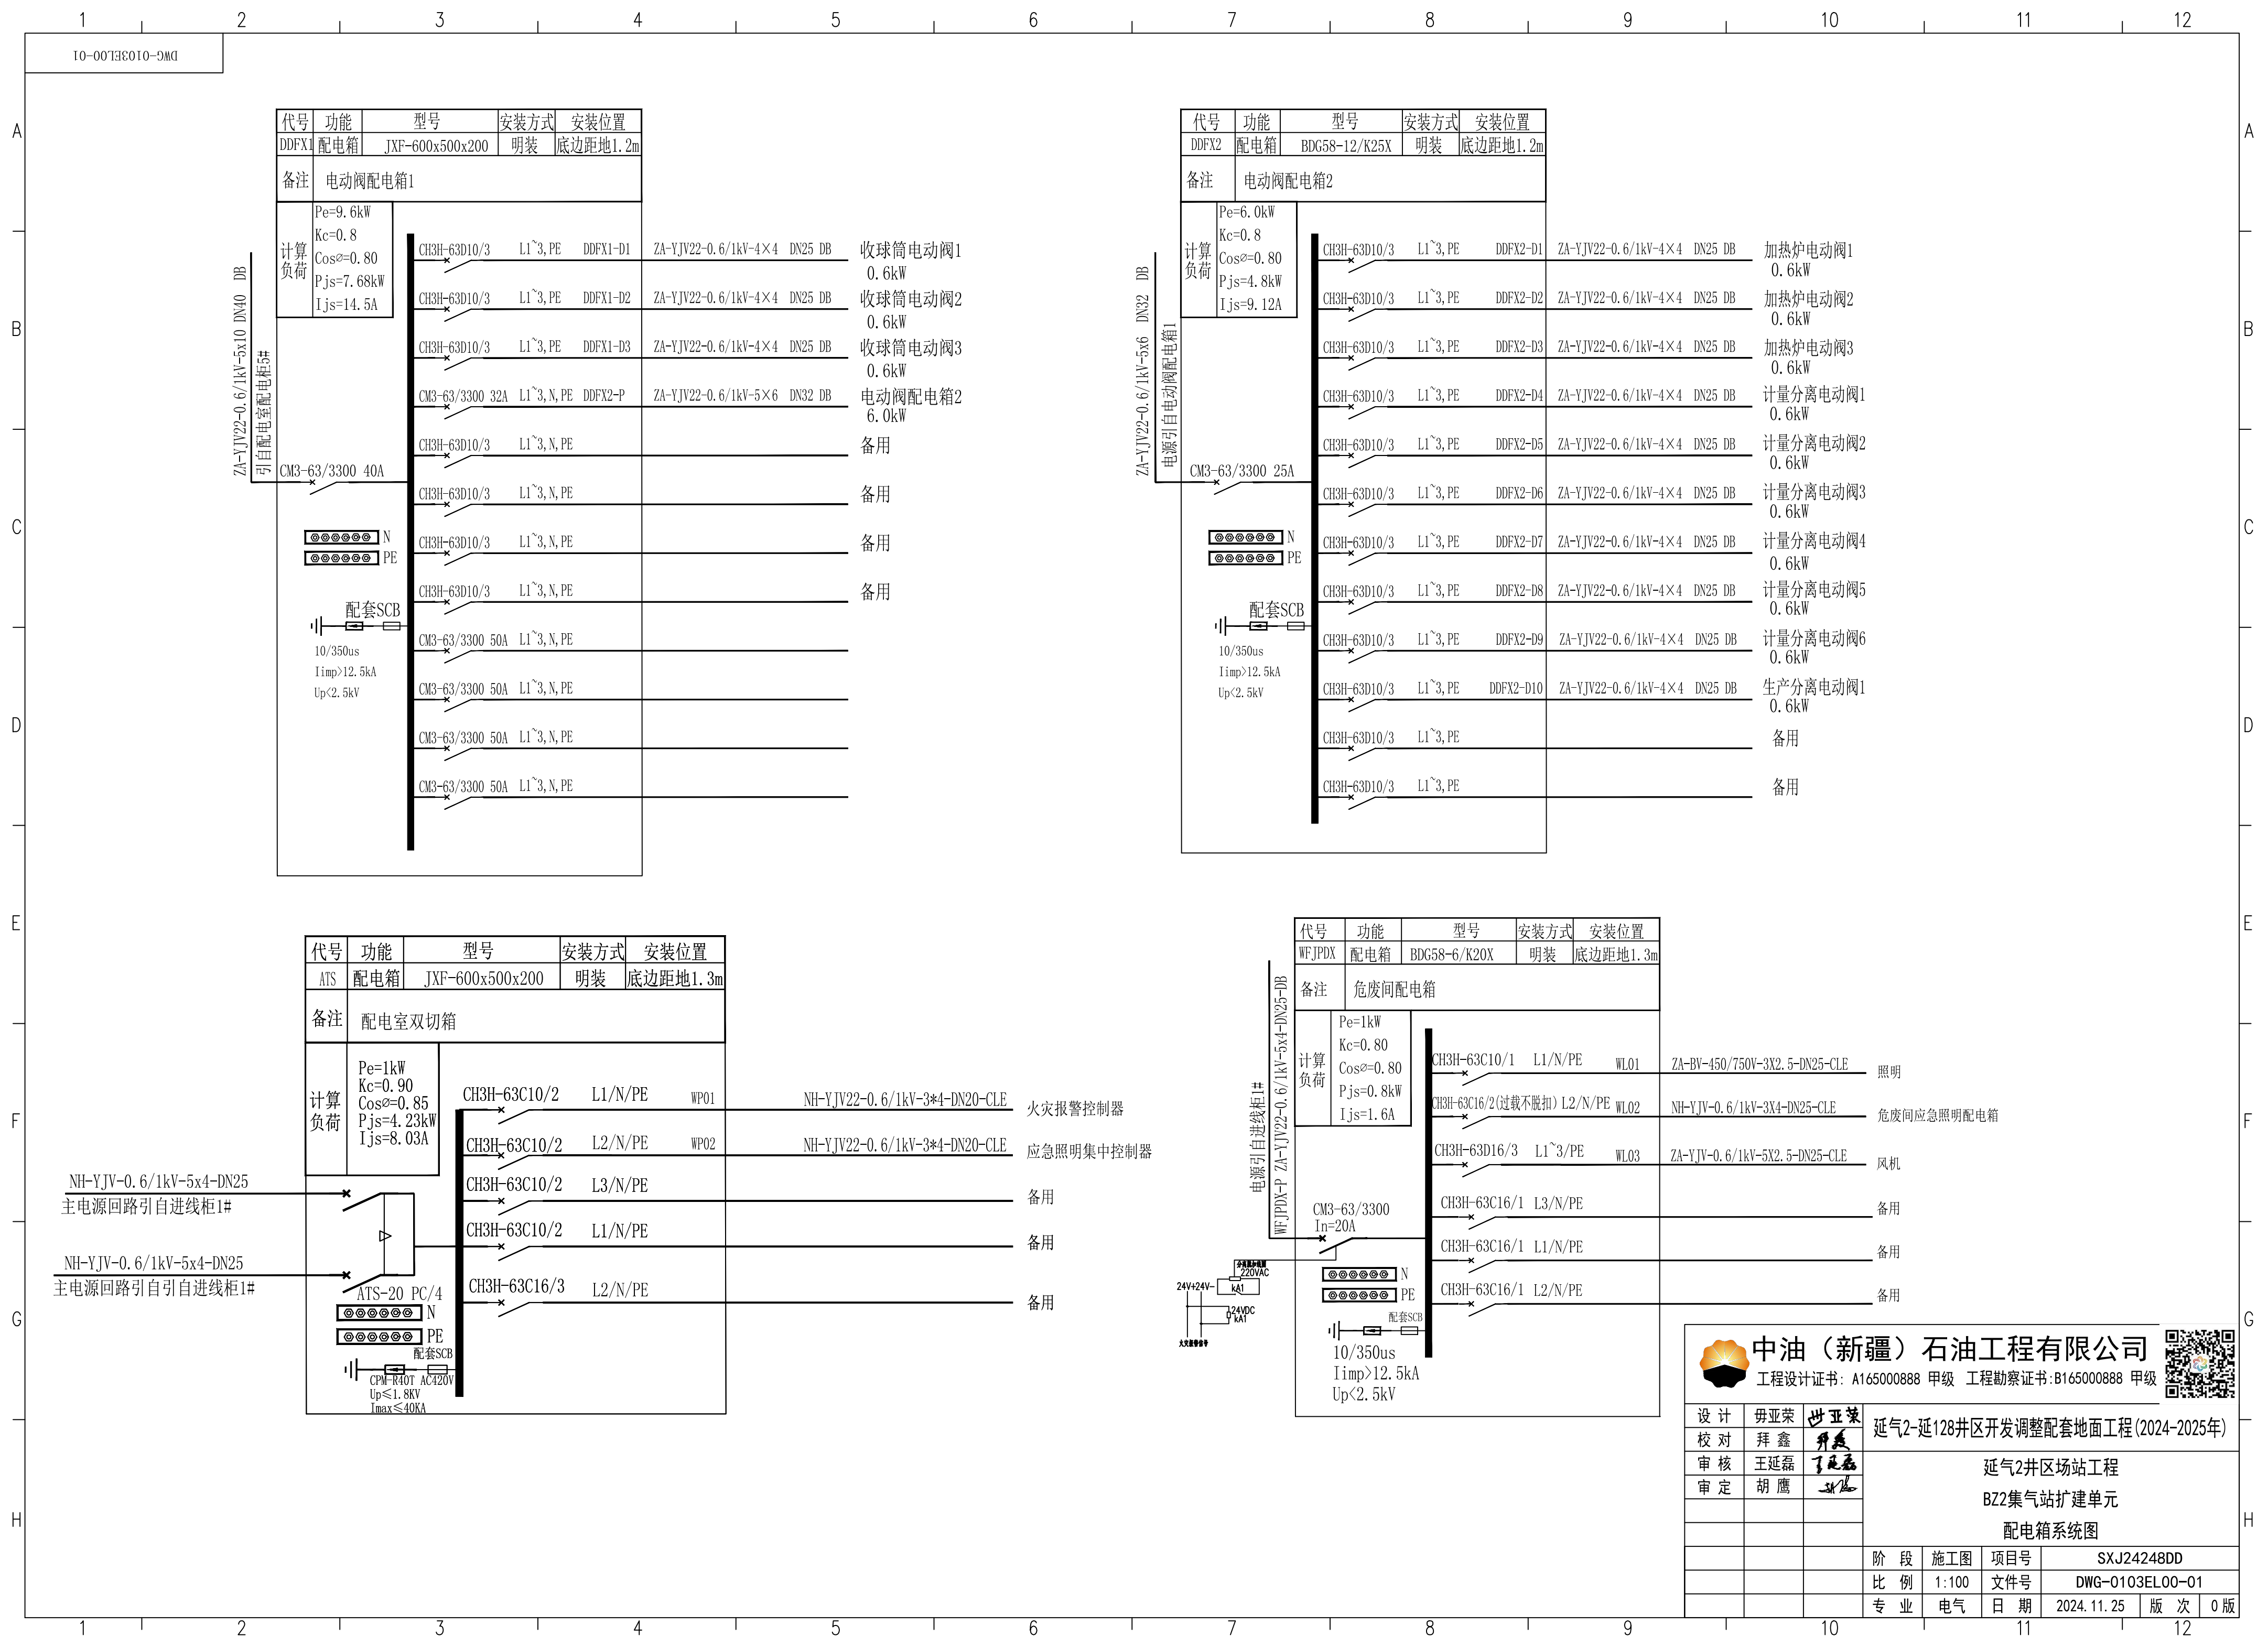 1 2 3 4 5 6 7 8 9 10 11 12
DWG-0103EL00-01
A
B
C
D
E
F
G
H
代号 功能 型号 安装方式 安装位置
DDFX1 配电箱 JXF-600x500x200 明装 底边距地1.2m
备注 电动阀配电箱1
计算负荷
Pe=9.6kW
Kc=0.8
Cos∅=0.80
Pjs=7.68kW
Ijs=14.5A
ZA-YJV22-0.6/1kV-5x10 DN40 DB
引自配电室配电柜5#
CM3-63/3300 40A
N
PE
配套SCB
10/350us
Iimp>12.5kA
Up<2.5kV
CH3H-63D10/3 L1~3,PE DDFX1-D1 ZA-YJV22-0.6/1kV-4×4 DN25 DB 收球筒电动阀1
0.6kW
CH3H-63D10/3 L1~3,PE DDFX1-D2 ZA-YJV22-0.6/1kV-4×4 DN25 DB 收球筒电动阀2
0.6kW
CH3H-63D10/3 L1~3,PE DDFX1-D3 ZA-YJV22-0.6/1kV-4×4 DN25 DB 收球筒电动阀3
0.6kW
CM3-63/3300 32A L1~3,N,PE DDFX2-P ZA-YJV22-0.6/1kV-5×6 DN32 DB 电动阀配电箱2
6.0kW
CH3H-63D10/3 L1~3,N,PE 备用
CH3H-63D10/3 L1~3,N,PE 备用
CH3H-63D10/3 L1~3,N,PE 备用
CH3H-63D10/3 L1~3,N,PE 备用
CM3-63/3300 50A L1~3,N,PE
CM3-63/3300 50A L1~3,N,PE
CM3-63/3300 50A L1~3,N,PE
CM3-63/3300 50A L1~3,N,PE
代号 功能 型号 安装方式 安装位置
DDFX2 配电箱 BDG58-12/K25X 明装 底边距地1.2m
备注 电动阀配电箱2
计算负荷
Pe=6.0kW
Kc=0.8
Cos∅=0.80
Pjs=4.8kW
Ijs=9.12A
ZA-YJV22-0.6/1kV-5x6 DN32 DB
电源引自电动阀配电箱1
CM3-63/3300 25A
N
PE
配套SCB
10/350us
Iimp>12.5kA
Up<2.5kV
CH3H-63D10/3 L1~3,PE DDFX2-D1 ZA-YJV22-0.6/1kV-4×4 DN25 DB 加热炉电动阀1
0.6kW
CH3H-63D10/3 L1~3,PE DDFX2-D2 ZA-YJV22-0.6/1kV-4×4 DN25 DB 加热炉电动阀2
0.6kW
CH3H-63D10/3 L1~3,PE DDFX2-D3 ZA-YJV22-0.6/1kV-4×4 DN25 DB 加热炉电动阀3
0.6kW
CH3H-63D10/3 L1~3,PE DDFX2-D4 ZA-YJV22-0.6/1kV-4×4 DN25 DB 计量分离电动阀1
0.6kW
CH3H-63D10/3 L1~3,PE DDFX2-D5 ZA-YJV22-0.6/1kV-4×4 DN25 DB 计量分离电动阀2
0.6kW
CH3H-63D10/3 L1~3,PE DDFX2-D6 ZA-YJV22-0.6/1kV-4×4 DN25 DB 计量分离电动阀3
0.6kW
CH3H-63D10/3 L1~3,PE DDFX2-D7 ZA-YJV22-0.6/1kV-4×4 DN25 DB 计量分离电动阀4
0.6kW
CH3H-63D10/3 L1~3,PE DDFX2-D8 ZA-YJV22-0.6/1kV-4×4 DN25 DB 计量分离电动阀5
0.6kW
CH3H-63D10/3 L1~3,PE DDFX2-D9 ZA-YJV22-0.6/1kV-4×4 DN25 DB 计量分离电动阀6
0.6kW
CH3H-63D10/3 L1~3,PE DDFX2-D10 ZA-YJV22-0.6/1kV-4×4 DN25 DB 生产分离电动阀1
0.6kW
CH3H-63D10/3 L1~3,PE 备用
CH3H-63D10/3 L1~3,PE 备用
代号 功能 型号 安装方式 安装位置
ATS 配电箱 JXF-600x500x200 明装 底边距地1.3m
备注 配电室双切箱
计算负荷
Pe=1kW
Kc=0.90
Cos∅=0.85
Pjs=4.23kW
Ijs=8.03A
NH-YJV-0.6/1kV-5x4-DN25
主电源回路引自进线柜1#
NH-YJV-0.6/1kV-5x4-DN25
主电源回路引自引自进线柜1#
ATS-20 PC/4
N
PE
配套SCB
CPM-R40T AC420V
Up≤1.8KV
Imax≤40KA
CH3H-63C10/2 L1/N/PE WP01 NH-YJV22-0.6/1kV-3*4-DN20-CLE 火灾报警控制器
CH3H-63C10/2 L2/N/PE WP02 NH-YJV22-0.6/1kV-3*4-DN20-CLE 应急照明集中控制器
CH3H-63C10/2 L3/N/PE 备用
CH3H-63C10/2 L1/N/PE 备用
CH3H-63C16/3 L2/N/PE 备用
代号 功能 型号 安装方式 安装位置
WFJPDX 配电箱 BDG58-6/K20X 明装 底边距地1.3m
备注 危废间配电箱
计算负荷
Pe=1kW
Kc=0.80
Cos∅=0.80
Pjs=0.8kW
Ijs=1.6A
电源引自进线柜1#
WFJPDX-P ZA-YJV22-0.6/1kV-5x4-DN25-DB
CM3-63/3300
In=20A
220VAC
24V+24V-
kA1
24VDC
kA1
N
PE
配套SCB
10/350us
Iimp>12.5kA
Up<2.5kV
CH3H-63C10/1 L1/N/PE WL01 ZA-BV-450/750V-3X2.5-DN25-CLE 照明
CH3H-63C16/2(过载不脱扣) L2/N/PE WL02 NH-YJV-0.6/1kV-3X4-DN25-CLE 危废间应急照明配电箱
CH3H-63D16/3 L1~3/PE WL03 ZA-YJV-0.6/1kV-5X2.5-DN25-CLE 风机
CH3H-63C16/1 L3/N/PE 备用
CH3H-63C16/1 L1/N/PE 备用
CH3H-63C16/1 L2/N/PE 备用
中油（新疆）石油工程有限公司
工程设计证书: A165000888 甲级 工程勘察证书:B165000888 甲级
设计 毋亚荣
校对 拜鑫
审核 王延磊
审定 胡鹰
延气2-延128井区开发调整配套地面工程(2024-2025年)
延气2井区场站工程
BZ2集气站扩建单元
配电箱系统图
阶段 施工图 项目号 SXJ24248DD
比例 1:100 文件号 DWG-0103EL00-01
专业 电气 日期 2024.11.25 版次 0版
A
B
C
D
E
F
G
H
1 2 3 4 5 6 7 8 9 10 11 12